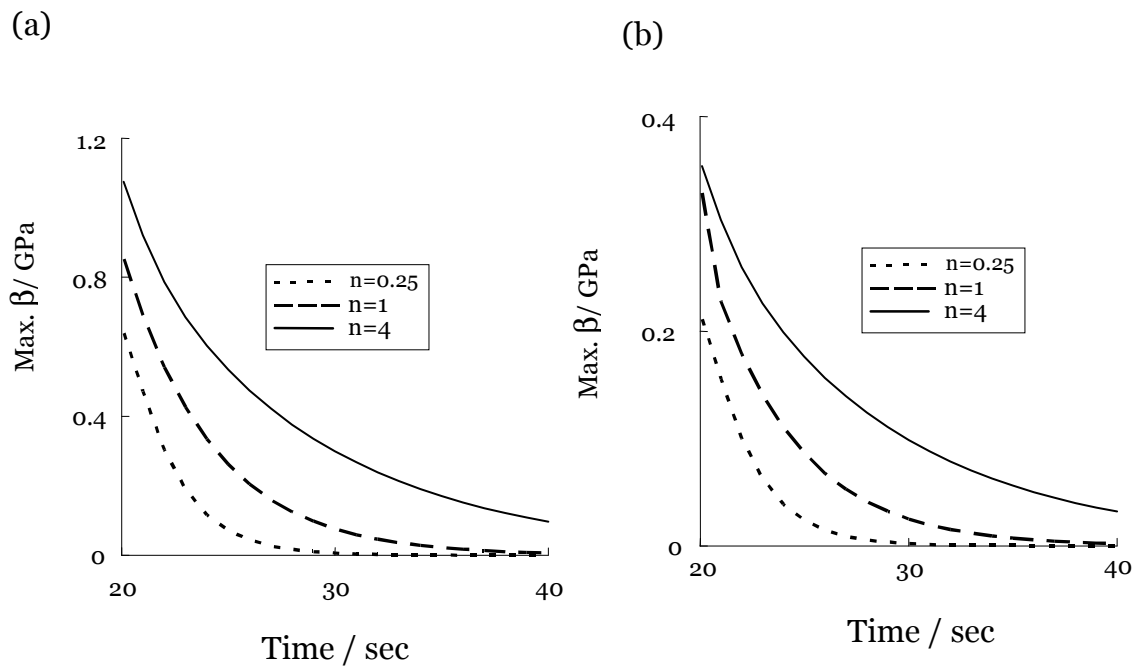 (a)
1.2
0.8
0.4
0
Max. β/ GPa
n=0.25
n=1
n=4
20
30
40
Time / sec
(b)
0.4
0.2
0
Max. β/ GPa
n=0.25
n=1
n=4
20
30
40
Time / sec